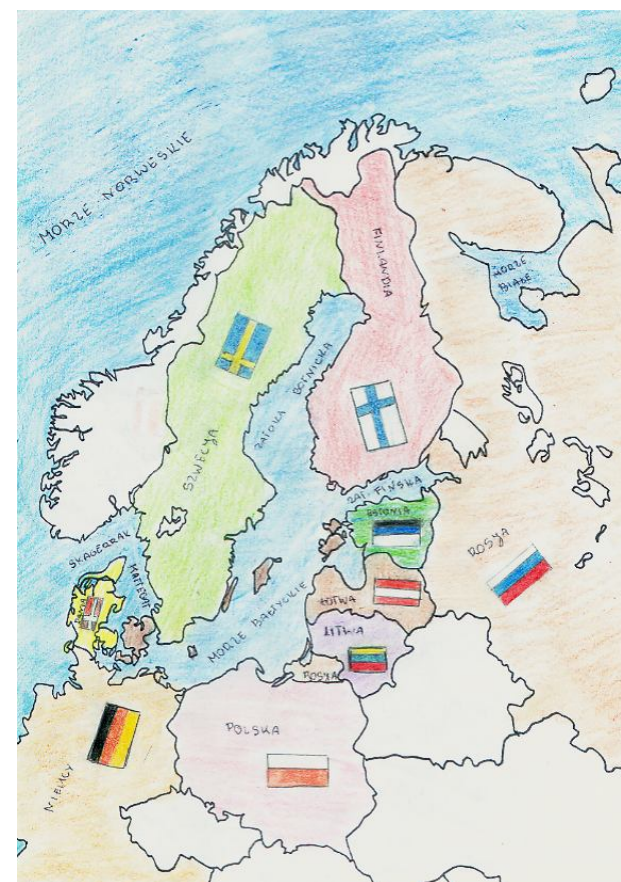 MORZE NORWESKIE
FINLANDIA
MORZE
BIAŁE
ZATOKA BOTNICKA
SZWECJA
ZAT. FIŃSKA
ESTONIA
ROSJA
SKAGERRAK
KATTEGAT
ŁOTWA
MORZE BAŁTYCKIE
LITWA
ROSJA
POLSKA
NIEMCY